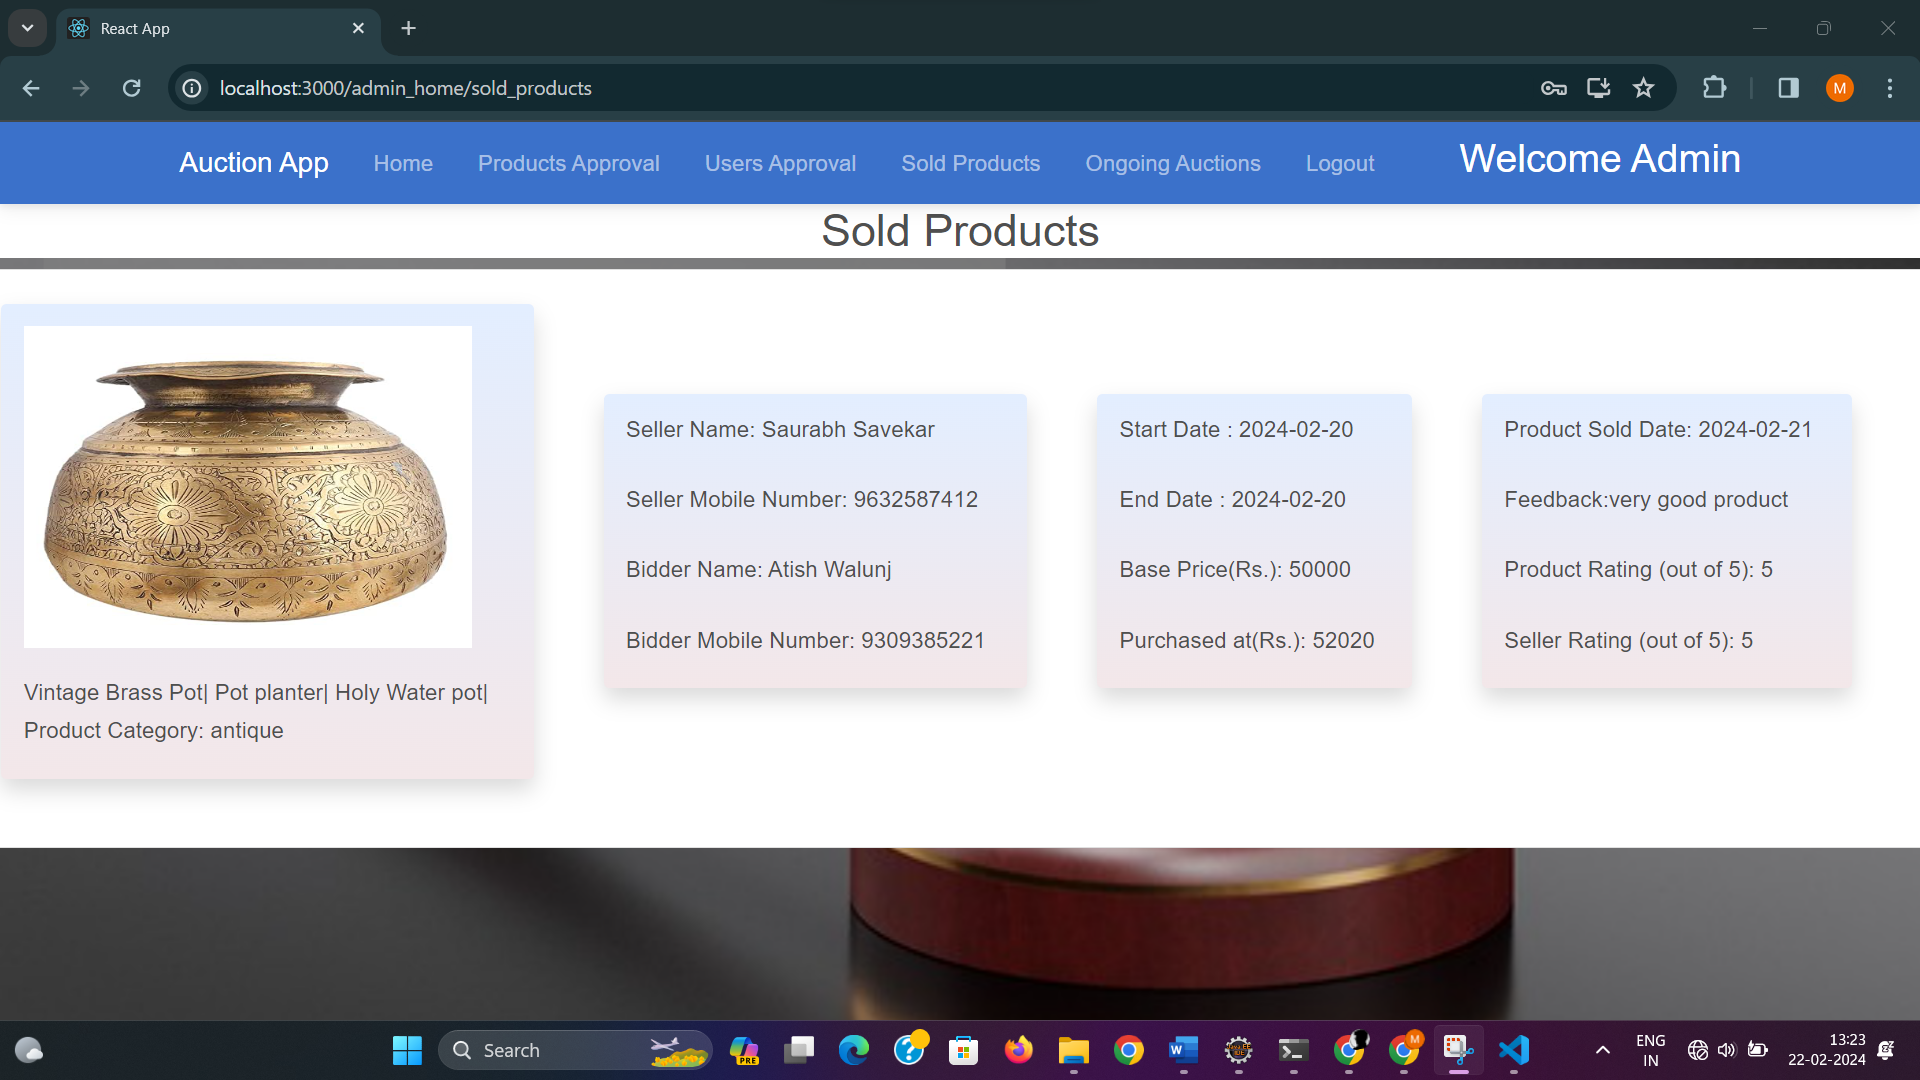 React App
localhost:3000/admin_home/sold_products
M
Auction App Home Products Approval Users Approval Sold Products Ongoing Auctions Logout Welcome Admin
Sold Products
Vintage Brass Pot| Pot planter| Holy Water pot|
Product Category: antique
Seller Name: Saurabh Savekar
Seller Mobile Number: 9632587412
Bidder Name: Atish Walunj
Bidder Mobile Number: 9309385221
Start Date : 2024-02-20
End Date : 2024-02-20
Base Price(Rs.): 50000
Purchased at(Rs.): 52020
Product Sold Date: 2024-02-21
Feedback:very good product
Product Rating (out of 5): 5
Seller Rating (out of 5): 5
Search
PRE
W
M
ENG
IN
13:23
22-02-2024